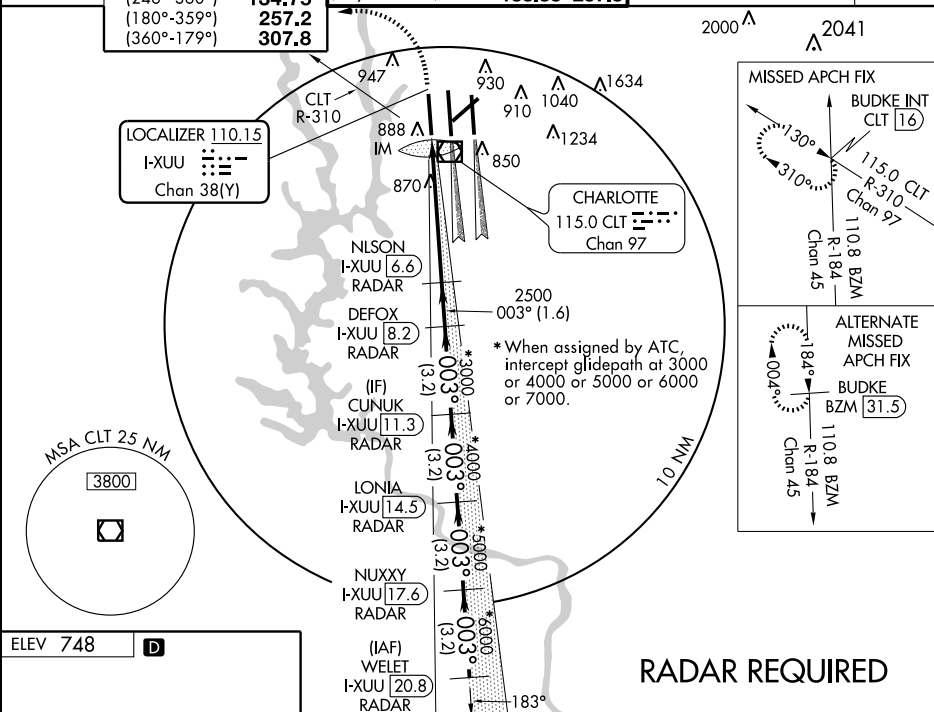 (180°-359°) 257.2
(360°-179°) 307.8
2000
2041
947
CLT
R-310
930
910
1040
1634
888
IM
1234
850
870
LOCALIZER 110.15
I-XUU
Chan 38(Y)
CHARLOTTE
115.0 CLT
Chan 97
NLSON
I-XUU 6.6
RADAR
2500
003° (1.6)
DEFOX
I-XUU 8.2
RADAR
* When assigned by ATC,
intercept glidepath at 3000
or 4000 or 5000 or 6000
or 7000.
003°
(3.2)
*3000
(IF)
CUNUK
I-XUU 11.3
RADAR
003°
(3.2)
*4000
LONIA
I-XUU 14.5
RADAR
003°
(3.2)
*5000
NUXXY
I-XUU 17.6
RADAR
003°
(3.2)
*6000
(IAF)
WELET
I-XUU 20.8
RADAR
183°
10 NM
MSA CLT 25 NM
3800
ELEV 748 D
MISSED APCH FIX
BUDKE INT
CLT 16
130°
310°
115.0 CLT
R-310
Chan 97
110.8 BZM
R-184
Chan 45
ALTERNATE
MISSED
APCH FIX
184°
004°
BUDKE
BZM 31.5
110.8 BZM
R-184
Chan 45
RADAR REQUIRED